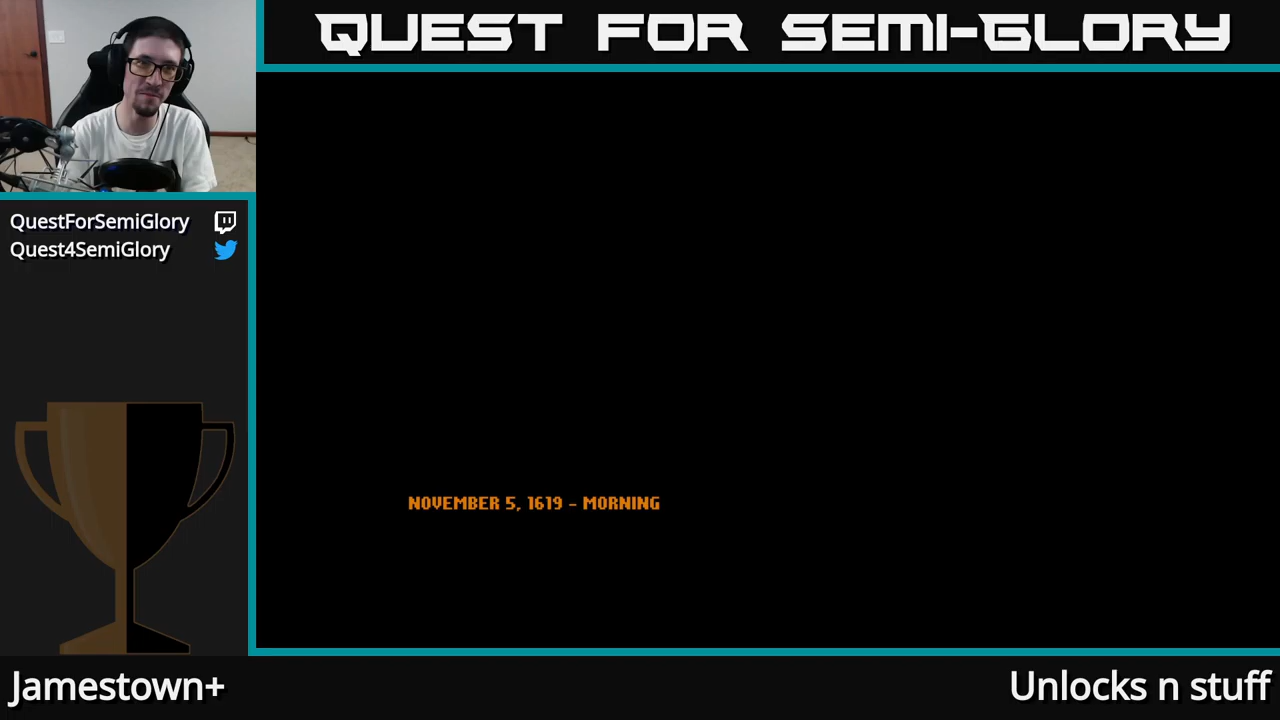 QUEST FOR SEMI-GLORY
QuestForSemiGlory
Quest4SemiGlory
NOVEMBER 5, 1619 - MORNING
Jamestown+
Unlocks n stuff